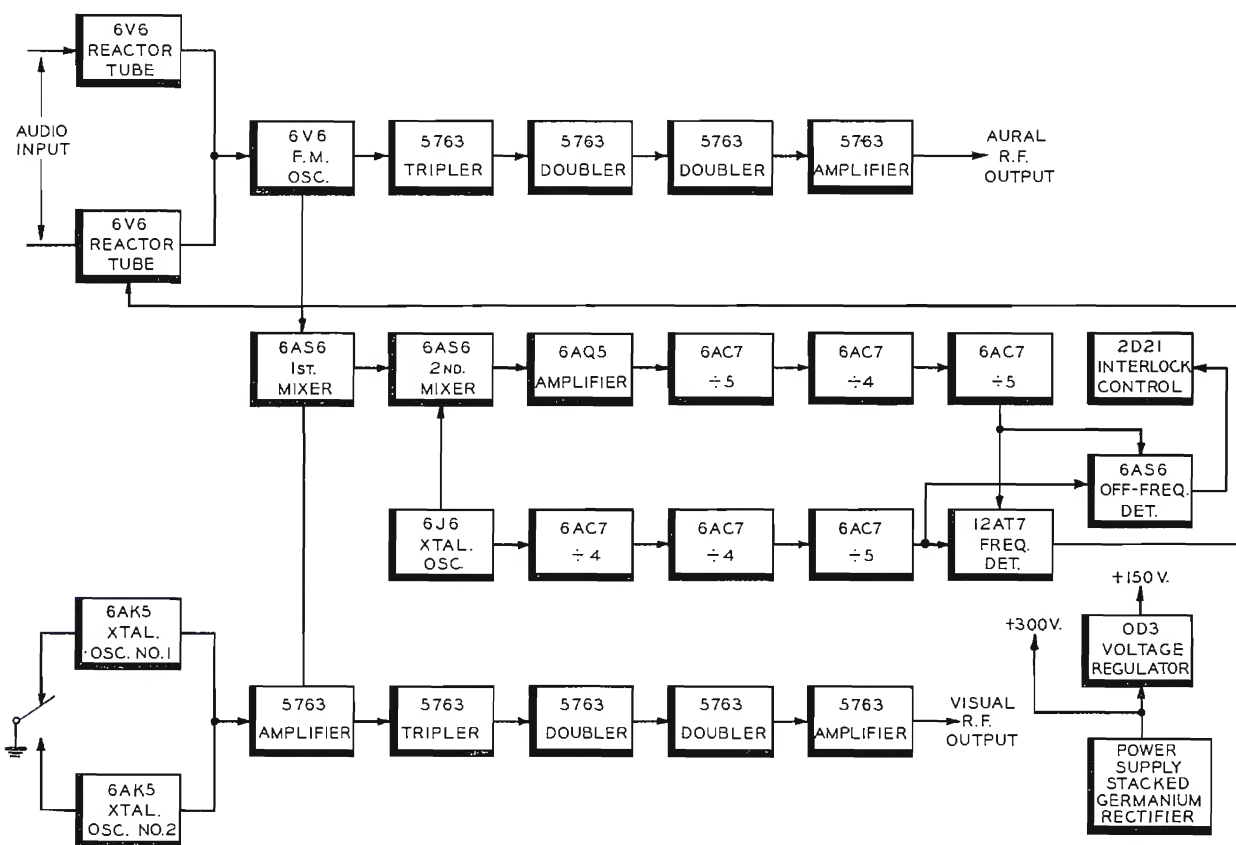 6V6
REACTOR
TUBE
AUDIO
INPUT
6V6
REACTOR
TUBE
6V6
F.M.
OSC.
5763
TRIPLER
5763
DOUBLER
5763
DOUBLER
5763
AMPLIFIER
AURAL
R.F.
OUTPUT
6AS6
1ST.
MIXER
6AS6
2ND.
MIXER
6AQ5
AMPLIFIER
6AC7
÷5
6AC7
÷4
6AC7
÷5
2D21
INTERLOCK
CONTROL
6AS6
OFF-FREQ.
DET.
6J6
XTAL.
OSC.
6AC7
÷4
6AC7
÷4
6AC7
÷5
12AT7
FREQ.
DET.
6AK5
XTAL.
OSC. NO.1
6AK5
XTAL.
OSC. NO.2
5763
AMPLIFIER
5763
TRIPLER
5763
DOUBLER
5763
DOUBLER
5763
AMPLIFIER
VISUAL
R.F.
OUTPUT
+300V.
+150V.
OD3
VOLTAGE
REGULATOR
POWER
SUPPLY
STACKED
GERMANIUM
RECTIFIER